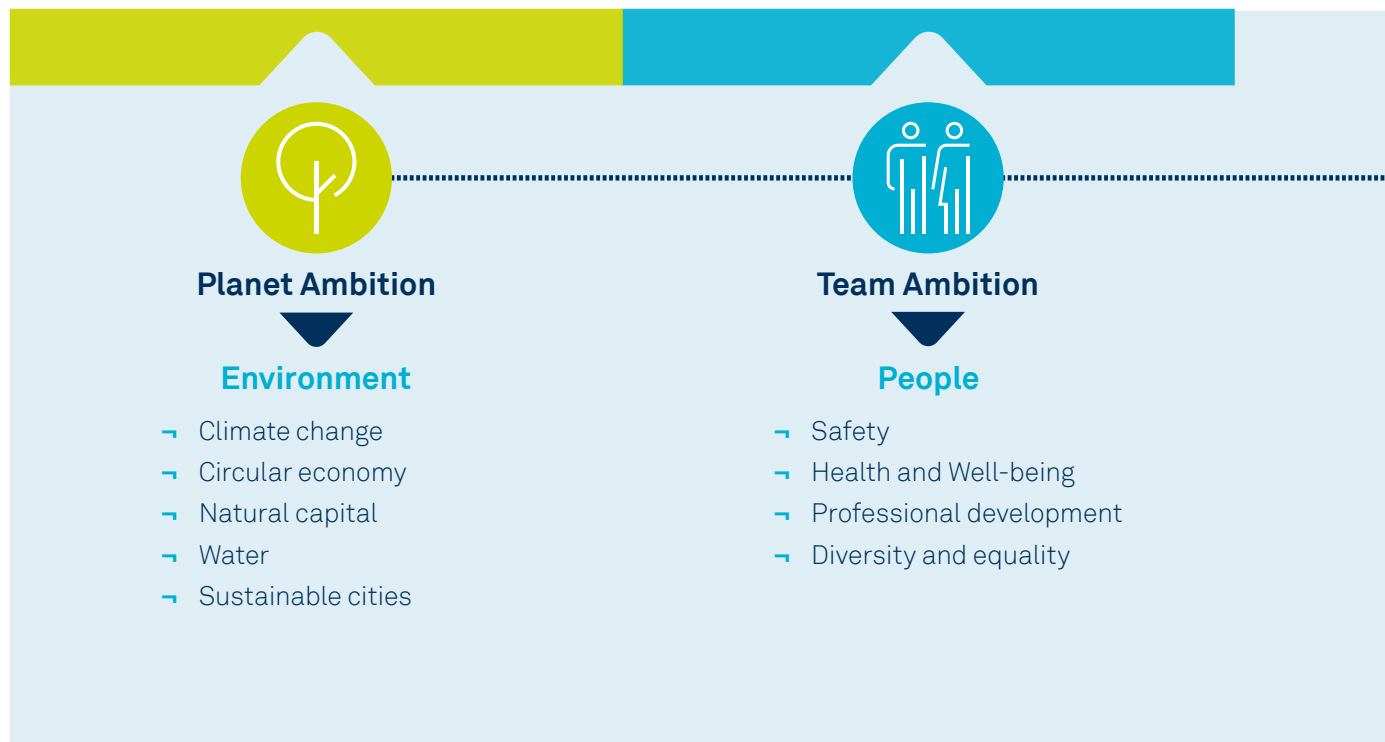 Planet Ambition
Environment
¬ Climate change
¬ Circular economy
¬ Natural capital
¬ Water
¬ Sustainable cities
Team Ambition
People
¬ Safety
¬ Health and Well-being
¬ Professional development
¬ Diversity and equality